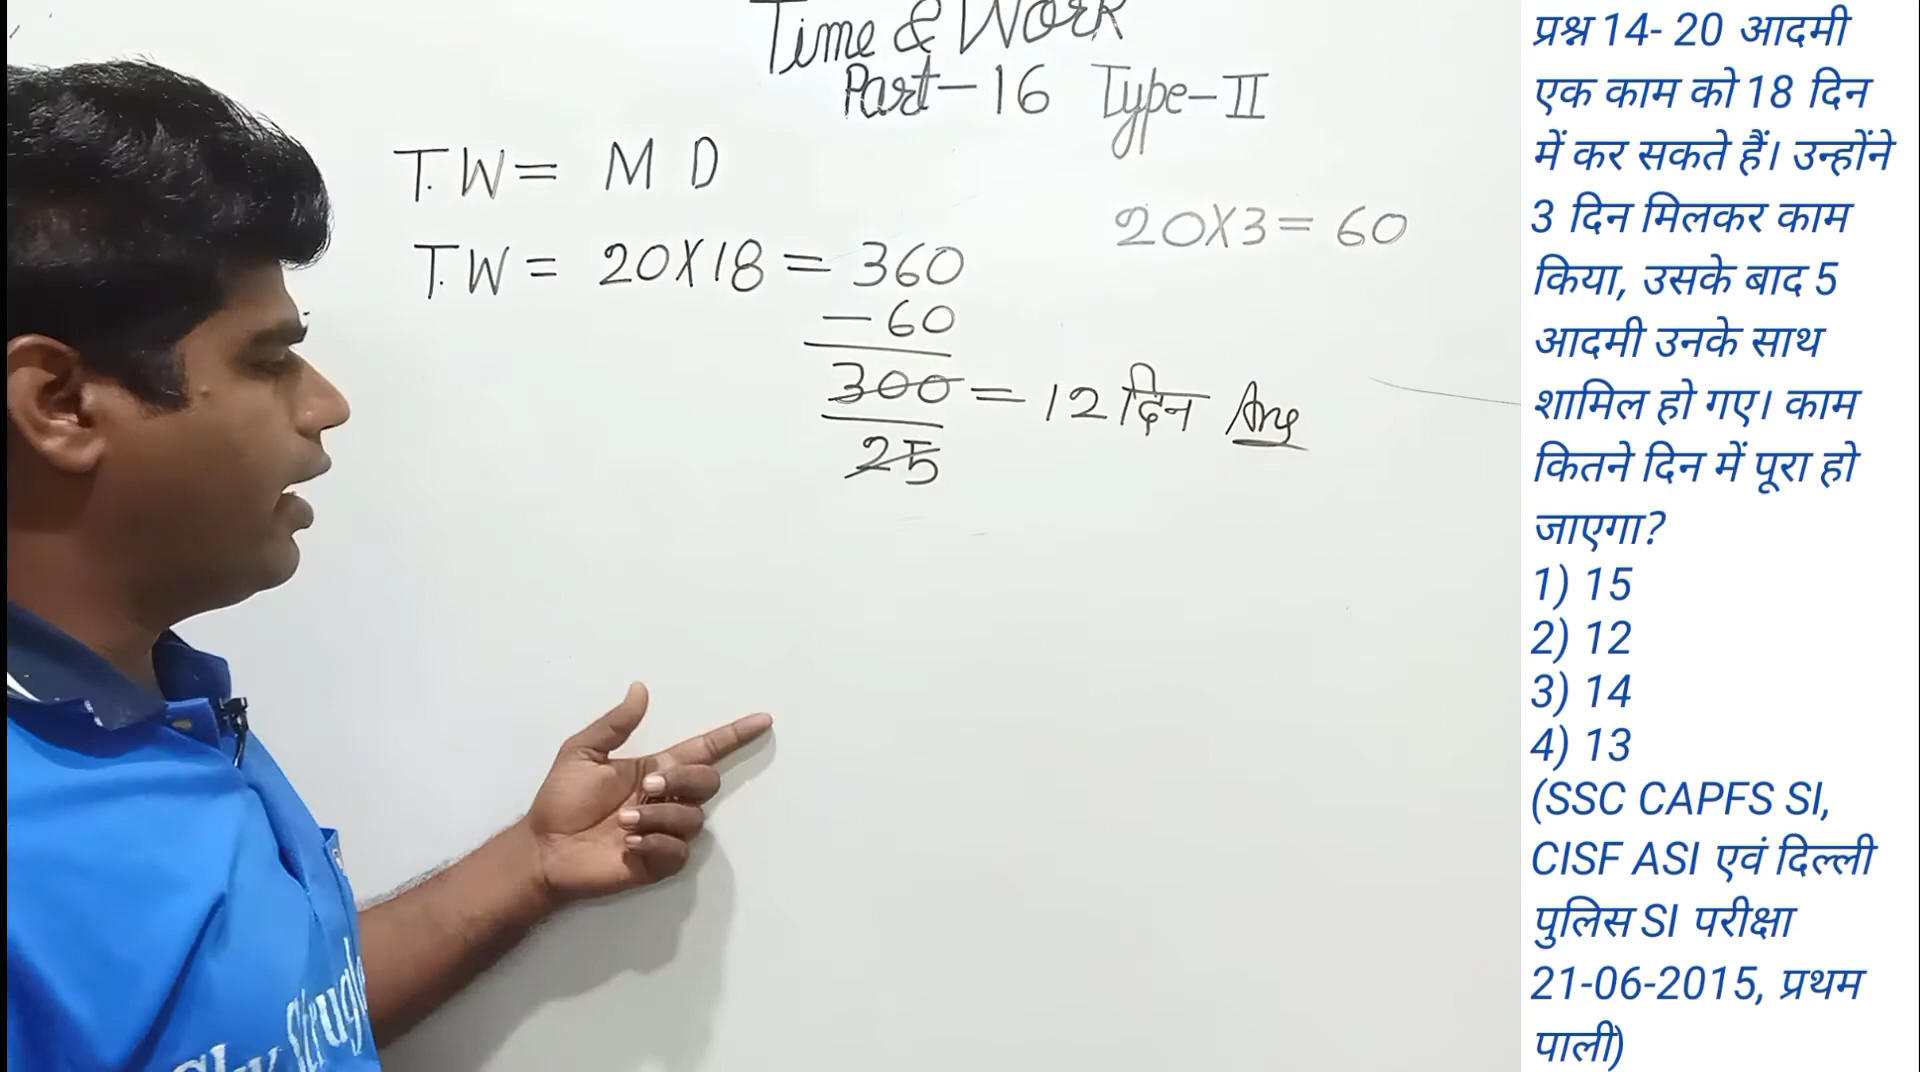 Time & Work
Part-16 Type-II
T.W= M D
20X3= 60
T.W= 20X18= 360
-60
300 = 12 दिन Ans
25
प्रश्न 14- 20 आदमी
एक काम को 18 दिन
में कर सकते हैं। उन्होंने
3 दिन मिलकर काम
किया, उसके बाद 5
आदमी उनके साथ
शामिल हो गए। काम
कितने दिन में पूरा हो
जाएगा?
1) 15
2) 12
3) 14
4) 13
(SSC CAPFS SI,
CISF ASI एवं दिल्ली
पुलिस SI परीक्षा
21-06-2015, प्रथम
पाली)